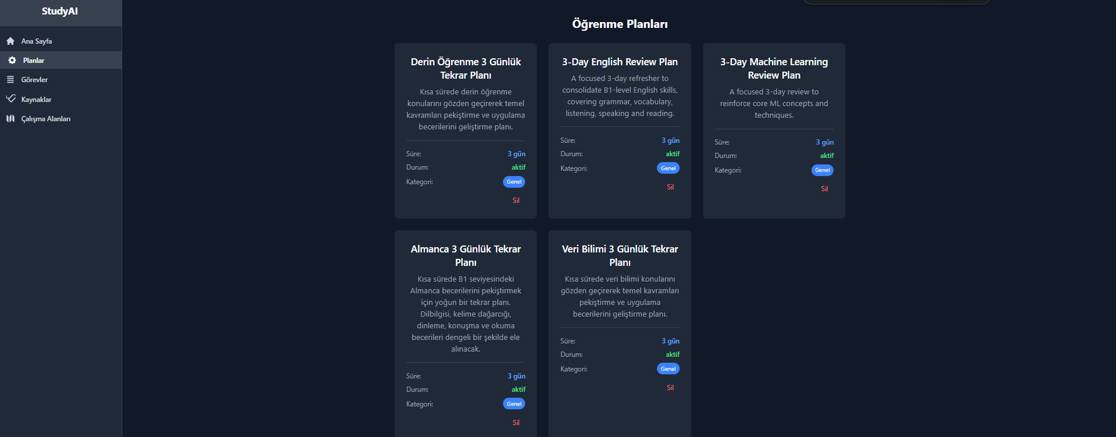 StudyAI
Ana Sayfa
Planlar
Görevler
Kaynaklar
Çalışma Alanları
Öğrenme Planları
Derin Öğrenme 3 Günlük
Tekrar Planı
Kısa sürede derin öğrenme
konularını gözden geçirerek temel
kavramları pekiştirme ve uygulama
becerilerini geliştirme planı.
Süre: 3 gün
Durum: aktif
Kategori: Genel
Sil
3-Day English Review Plan
A focused 3-day refresher to
consolidate B1-level English skills,
covering grammar, vocabulary,
listening, speaking and reading.
Süre: 3 gün
Durum: aktif
Kategori: Genel
Sil
3-Day Machine Learning
Review Plan
A focused 3-day review to
reinforce core ML concepts and
techniques.
Süre: 3 gün
Durum: aktif
Kategori: Genel
Sil
Almanca 3 Günlük Tekrar
Planı
Kısa sürede B1 seviyesindeki
Almanca becerilerini pekiştirmek
için yoğun bir tekrar planı.
Dilbilgisi, kelime dağarcığı,
dinleme, konuşma ve okuma
becerileri dengeli bir şekilde ele
alınacak.
Süre: 3 gün
Durum: aktif
Kategori: Genel
Sil
Veri Bilimi 3 Günlük Tekrar
Planı
Kısa sürede veri bilimi konularını
gözden geçirerek temel kavramları
pekiştirme ve uygulama
becerilerini geliştirme planı.
Süre: 3 gün
Durum: aktif
Kategori: Genel
Sil